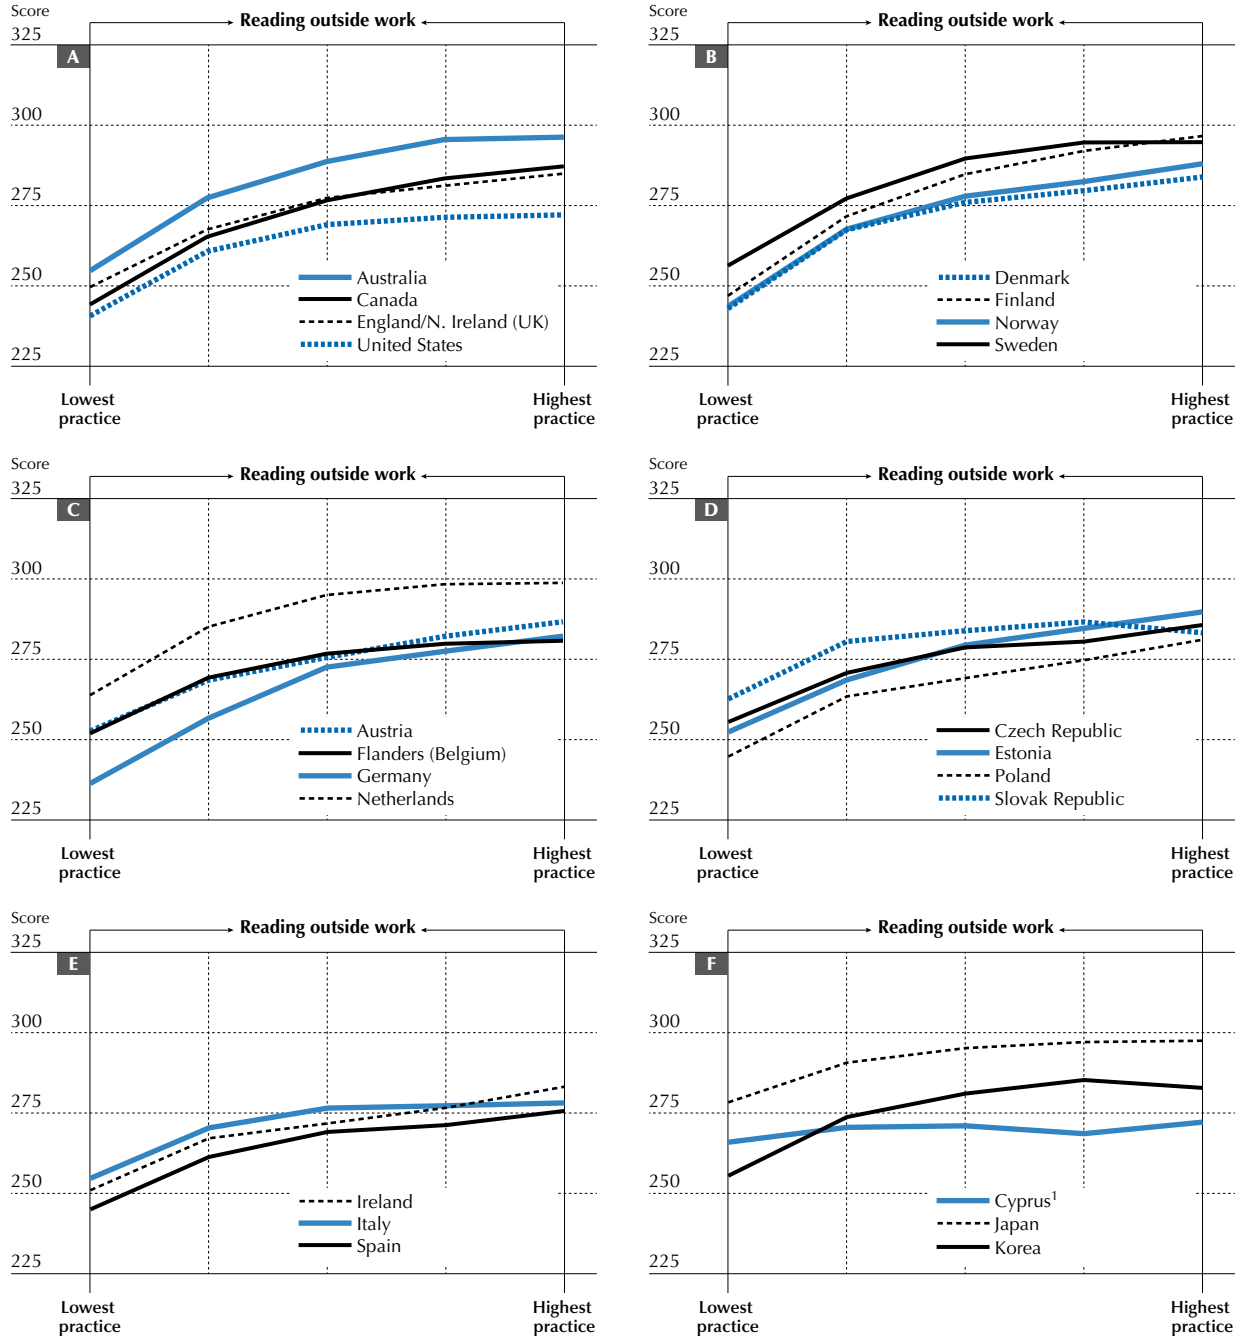 Score
Reading outside work
325
A
300
275
250
225
Australia
Canada
England/N. Ireland (UK)
United States
Lowest
practice
Highest
practice
Score
Reading outside work
325
B
300
275
250
225
Denmark
Finland
Norway
Sweden
Lowest
practice
Highest
practice
Score
Reading outside work
325
C
300
275
250
225
Austria
Flanders (Belgium)
Germany
Netherlands
Lowest
practice
Highest
practice
Score
Reading outside work
325
D
300
275
250
225
Czech Republic
Estonia
Poland
Slovak Republic
Lowest
practice
Highest
practice
Score
Reading outside work
325
E
300
275
250
225
Ireland
Italy
Spain
Lowest
practice
Highest
practice
Score
Reading outside work
325
F
300
275
250
225
Cyprus¹
Japan
Korea
Lowest
practice
Highest
practice